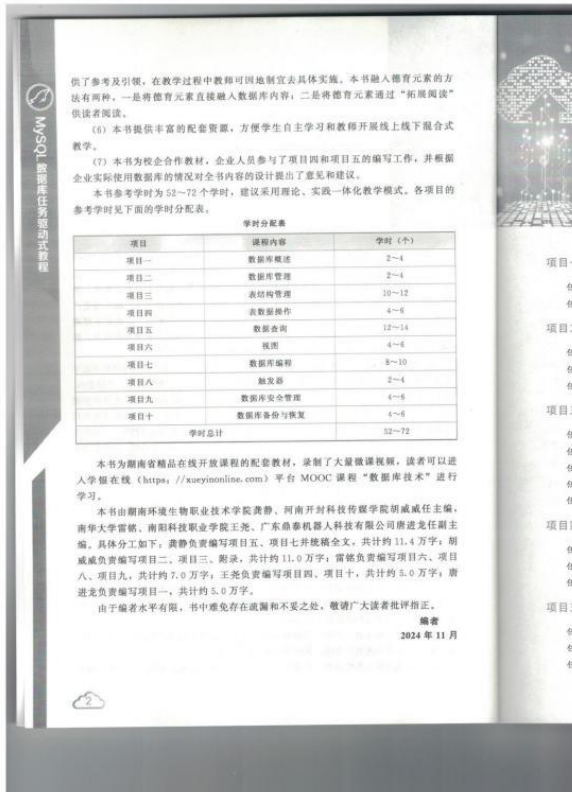 MySQL数据库任务驱动式教程
供了参考及引领，在教学过程中教师可因地制宜去具体实施。本书融入德育元素的方
法有两种，一是将德育元素直接融入数据库内容；二是将德育元素通过“拓展阅读”
供读者阅读。
（6）本书提供丰富的配套资源，方便学生自主学习和教师开展线上线下混合式
教学。
（7）本书为校企合作教材，企业人员参与了项目四和项目五的编写工作，并根据
企业实际使用数据库的情况对全书内容的设计提出了意见和建议。
本书参考学时为 52～72 个学时，建议采用理论、实践一体化教学模式。各项目的
参考学时见下面的学时分配表。
学时分配表
项目 课程内容 学时（个）
项目一 数据库概述 2～4
项目二 数据库管理 2～4
项目三 表结构管理 10～12
项目四 表数据操作 4～6
项目五 数据查询 12～14
项目六 视图 4～6
项目七 数据库编程 8～10
项目八 触发器 2～4
项目九 数据库安全管理 4～6
项目十 数据库备份与恢复 4～6
学时总计 52～72
本书为湖南省精品在线开放课程的配套教材，录制了大量微课视频，读者可以进
入学银在线（https：//xueyinonline.com）平台 MOOC 课程“数据库技术”进行
学习。
本书由湖南环境生物职业技术学院龚静、河南开封科技传媒学院胡威威任主编，
南华大学雷铭、南阳科技职业学院王尧、广东鼎泰机器人科技有限公司唐进龙任副主
编。具体分工如下：龚静负责编写项目五、项目七并统稿全文，共计约 11.4 万字；胡
威威负责编写项目二、项目三、附录，共计约 11.0 万字；雷铭负责编写项目六、项目
八、项目九，共计约 7.0 万字；王尧负责编写项目四、项目十，共计约 5.0 万字；唐
进龙负责编写项目一，共计约 5.0 万字。
由于编者水平有限，书中难免存在疏漏和不妥之处，敬请广大读者批评指正。
编者
2024 年 11 月
2
项目
项目
项目
项目
项目